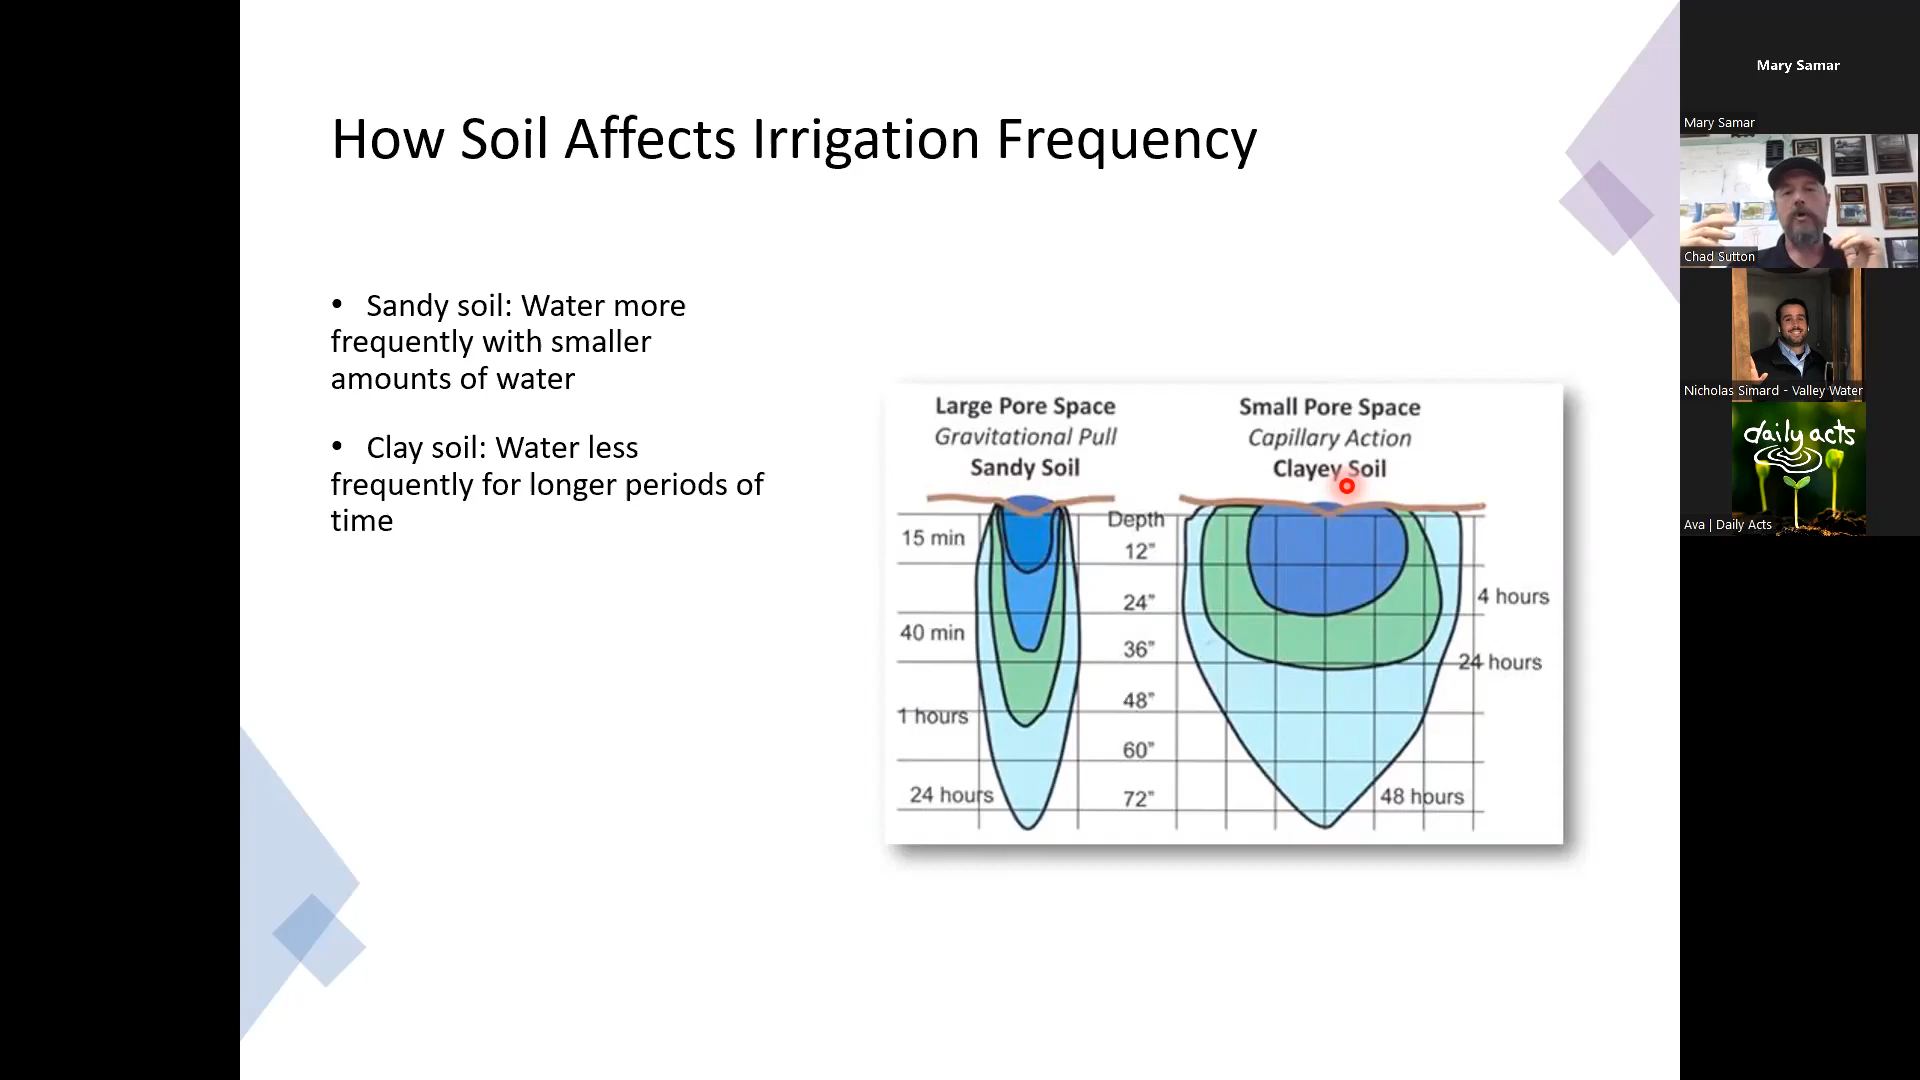 How Soil Affects Irrigation Frequency
• Sandy soil: Water more
frequently with smaller
amounts of water
• Clay soil: Water less
frequently for longer periods of
time
Large Pore Space
Gravitational Pull
Sandy Soil
Small Pore Space
Capillary Action
Clayey Soil
Depth
15 min
12”
24”
4 hours
40 min
36”
24 hours
48”
1 hours
60”
24 hours
72”
48 hours
Mary Samar
Mary Samar
Chad Sutton
Nicholas Simard - Valley Water
daily acts
Ava | Daily Acts